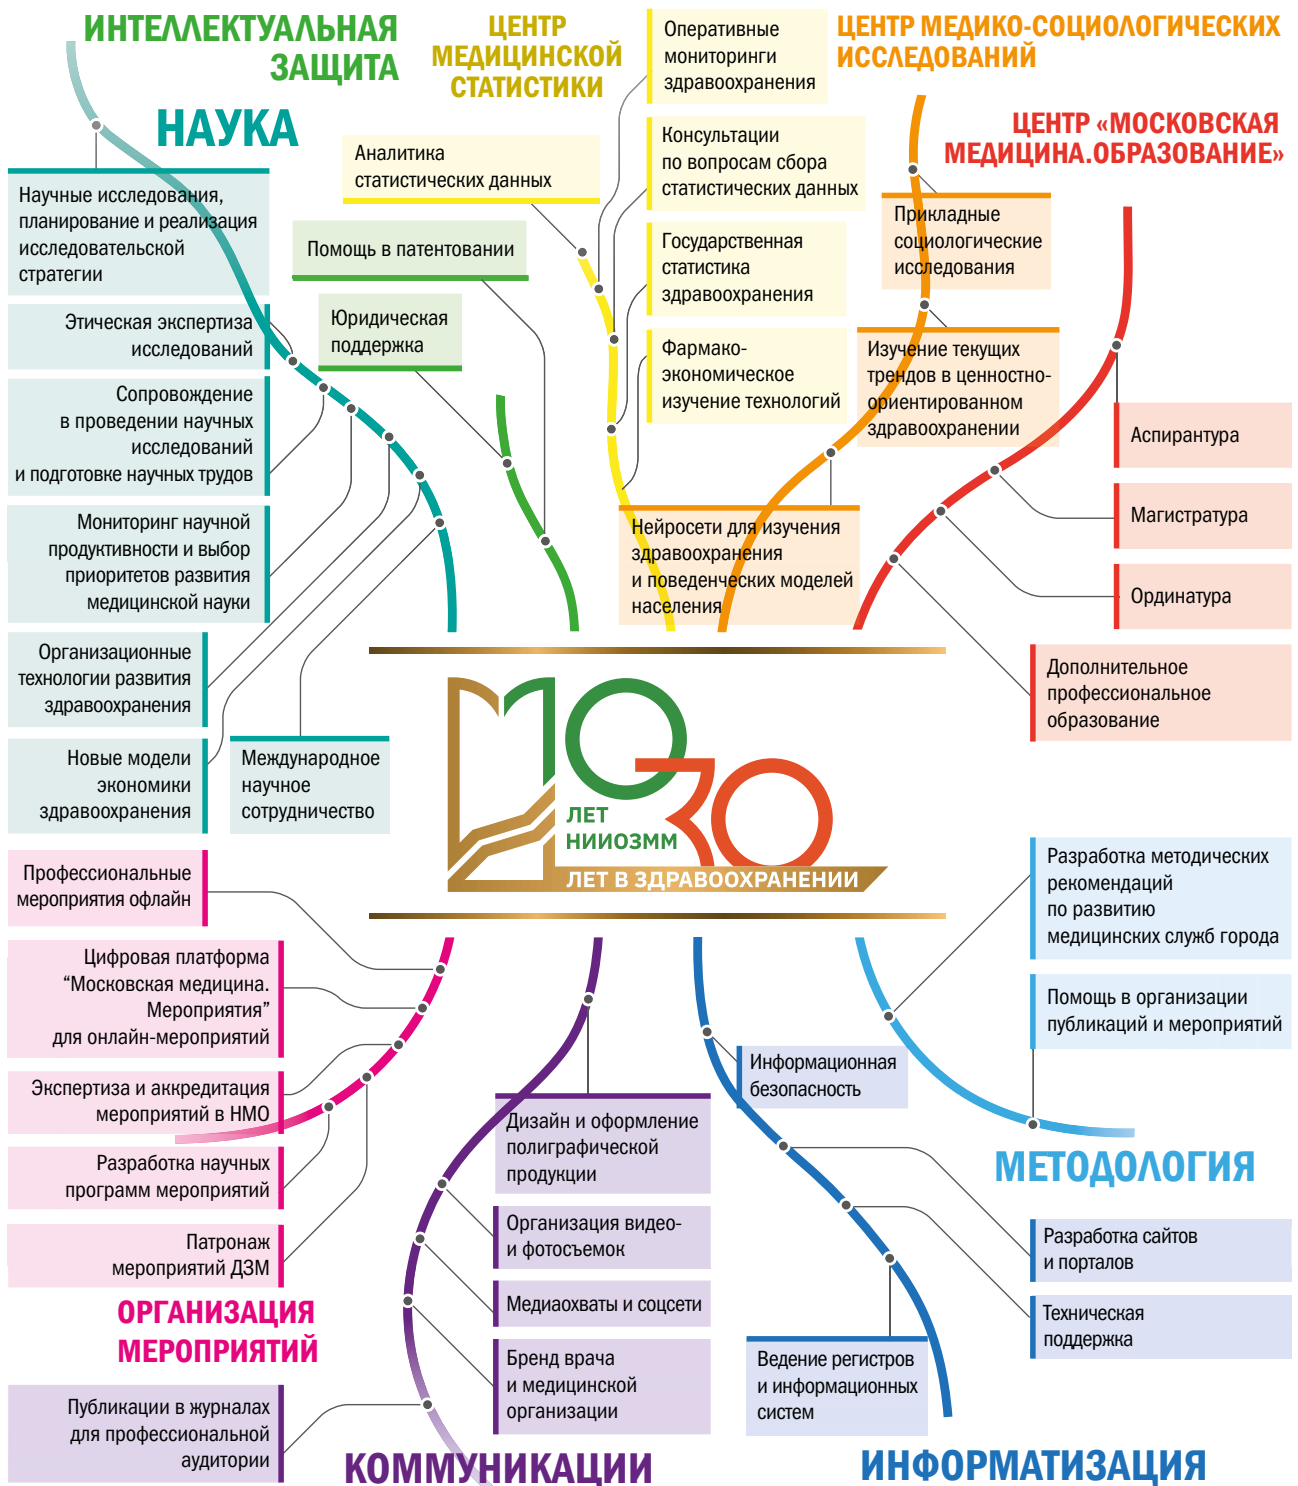 ИНТЕЛЛЕКТУАЛЬНАЯ
ЗАЩИТА
НАУКА
ЦЕНТР
МЕДИЦИНСКОЙ
СТАТИСТИКИ
ЦЕНТР МЕДИКО-СОЦИОЛОГИЧЕСКИХ
ИССЛЕДОВАНИЙ
ЦЕНТР «МОСКОВСКАЯ
МЕДИЦИНА.ОБРАЗОВАНИЕ»
Научные исследования,
планирование и реализация
исследовательской
стратегии
Этическая экспертиза
исследований
Сопровождение
в проведении научных
исследований
и подготовке научных трудов
Мониторинг научной
продуктивности и выбор
приоритетов развития
медицинской науки
Организационные
технологии развития
здравоохранения
Новые модели
экономики
здравоохранения
Международное
научное
сотрудничество
Помощь в патентовании
Юридическая
поддержка
Аналитика
статистических данных
Оперативные
мониторинги
здравоохранения
Консультации
по вопросам сбора
статистических данных
Государственная
статистика
здравоохранения
Фармако-
экономическое
изучение технологий
Прикладные
социологические
исследования
Изучение текущих
трендов в ценностно-
ориентированном
здравоохранении
Нейросети для изучения
здравоохранения
и поведенческих моделей
населения
Аспирантура
Магистратура
Ординатура
Дополнительное
профессиональное
образование
10
ЛЕТ
НИИОЗММ
30
ЛЕТ В ЗДРАВООХРАНЕНИИ
Профессиональные
мероприятия офлайн
Цифровая платформа
“Московская медицина.
Мероприятия”
для онлайн-мероприятий
Экспертиза и аккредитация
мероприятий в НМО
Разработка научных
программ мероприятий
Патронаж
мероприятий ДЗМ
ОРГАНИЗАЦИЯ
МЕРОПРИЯТИЙ
Публикации в журналах
для профессиональной
аудитории
Дизайн и оформление
полиграфической
продукции
Организация видео-
и фотосъемок
Медиаохваты и соцсети
Бренд врача
и медицинской
организации
КОММУНИКАЦИИ
Информационная
безопасность
Разработка методических
рекомендаций
по развитию
медицинских служб города
Помощь в организации
публикаций и мероприятий
МЕТОДОЛОГИЯ
Разработка сайтов
и порталов
Техническая
поддержка
Ведение регистров
и информационных
систем
ИНФОРМАТИЗАЦИЯ